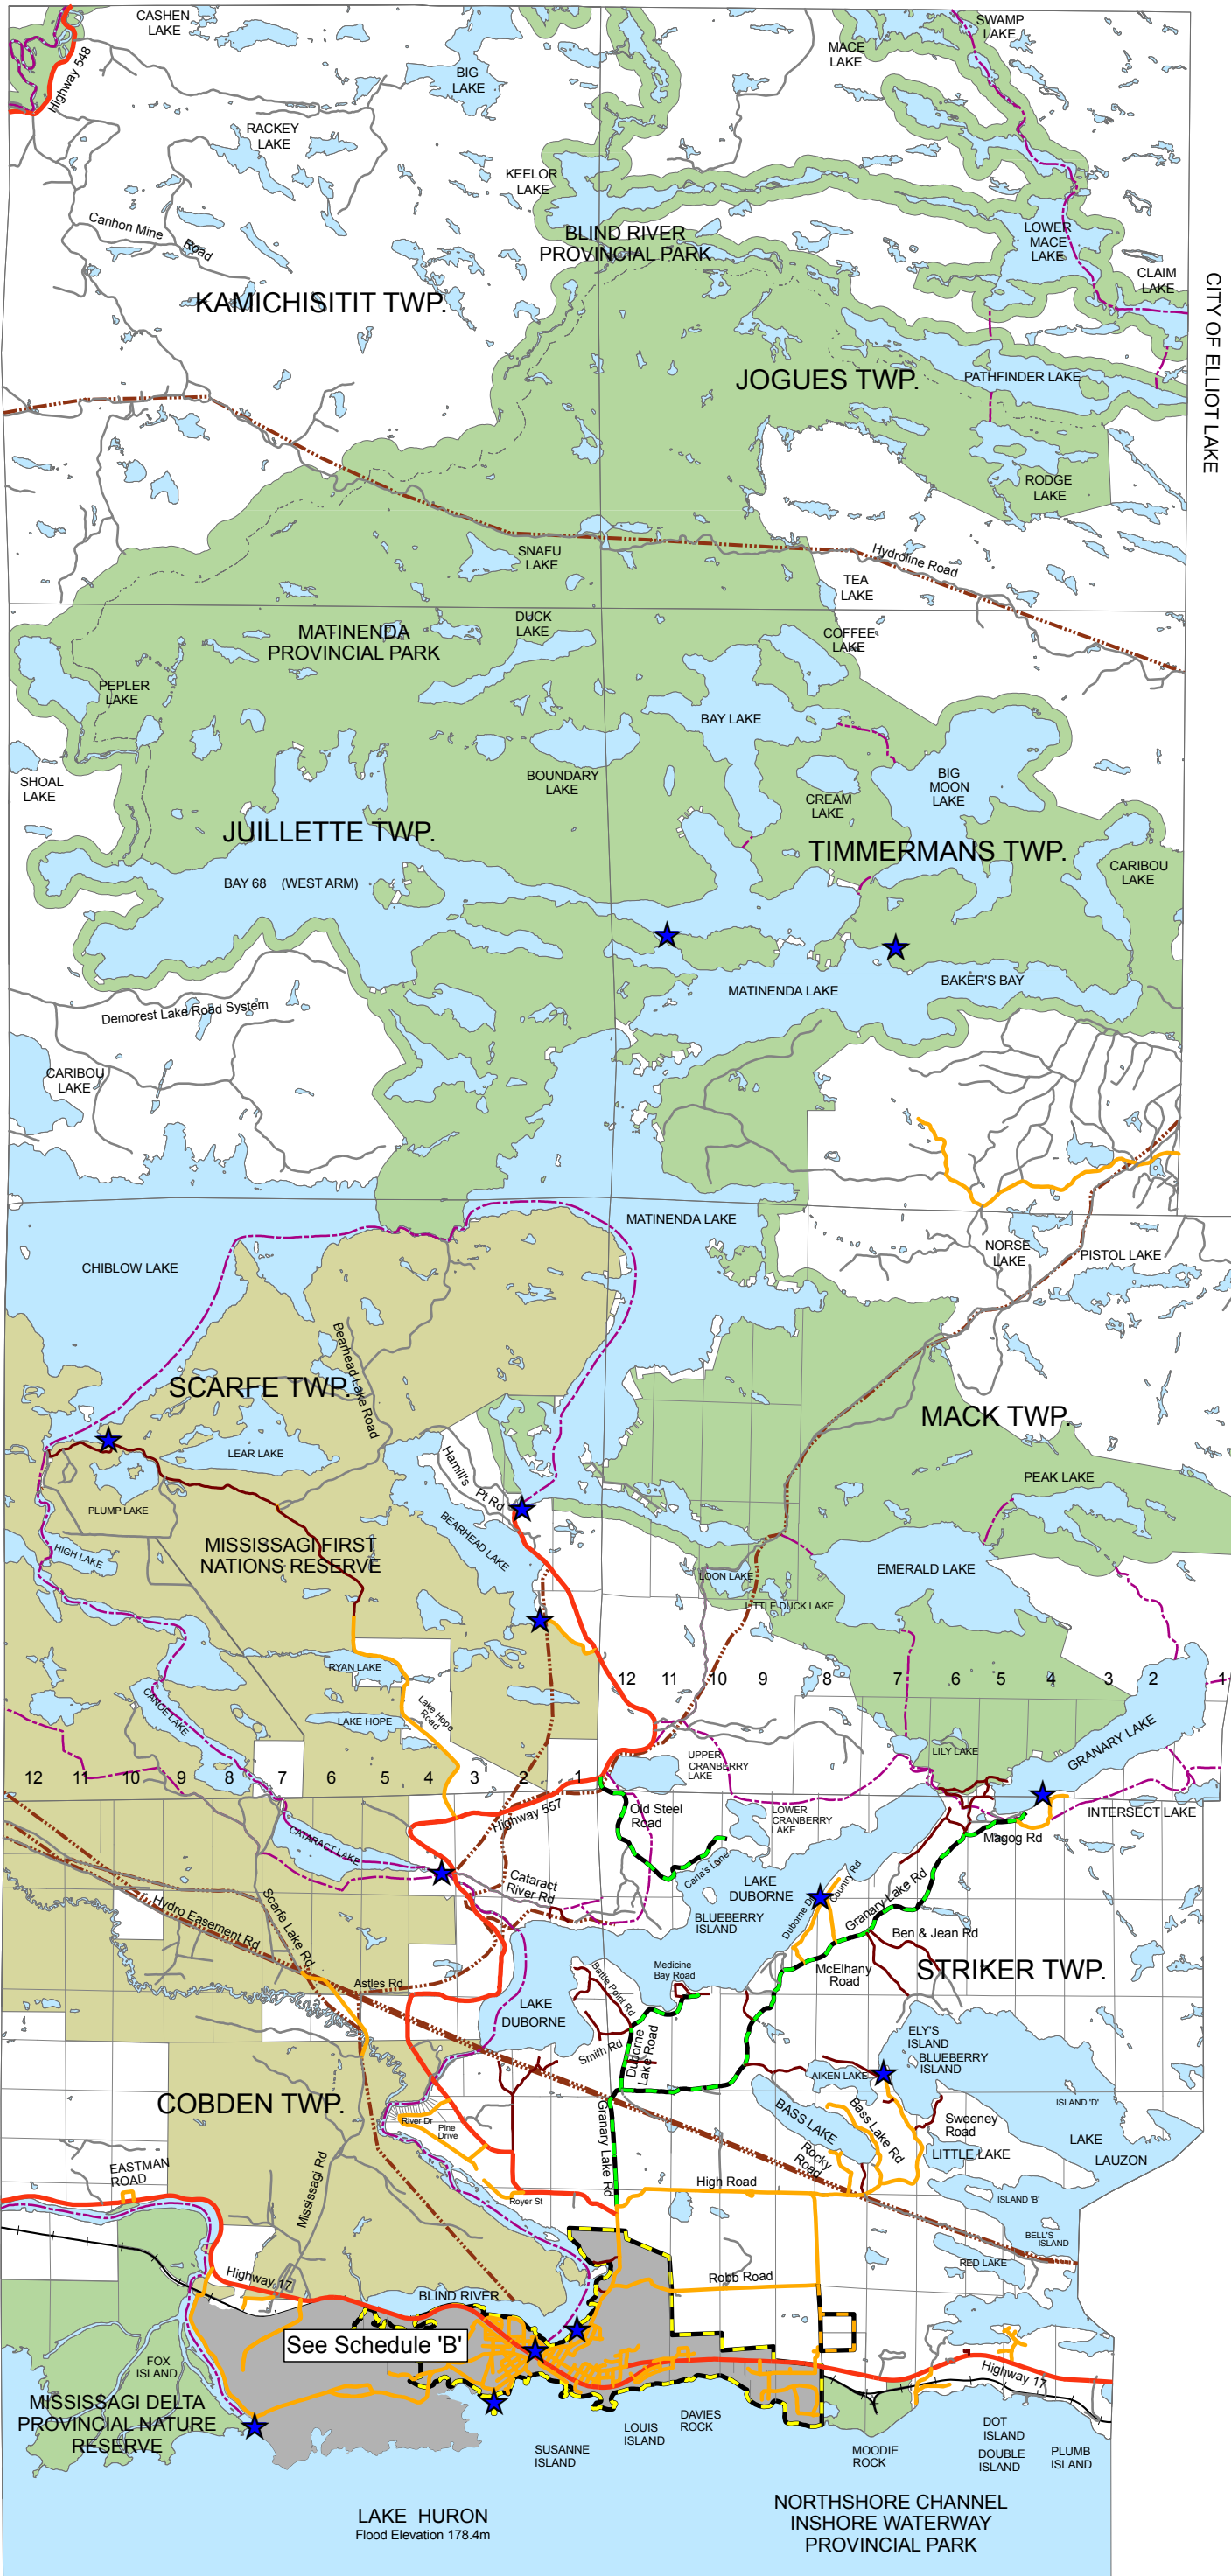 CASHEN
LAKE
SWAMP
LAKE
MACE
LAKE
Highway 548
BIG
LAKE
RACKEY
LAKE
KEELOR
LAKE
Canhon Mine
Road
BLIND RIVER
PROVINCIAL PARK
LOWER
MACE
LAKE
CLAIM
LAKE
CITY OF ELLIOT LAKE
KAMICHISITIT TWP.
JOGUES TWP.
PATHFINDER LAKE
RODGE
LAKE
SNAFU
LAKE
Hydroline Road
TEA
LAKE
DUCK
LAKE
COFFEE
LAKE
MATINENDA
PROVINCIAL PARK
PEPLER
LAKE
BAY LAKE
SHOAL
LAKE
BOUNDARY
LAKE
BIG
MOON
LAKE
CREAM
LAKE
JUILLETTE TWP.
TIMMERMANS TWP.
CARIBOU
LAKE
BAY 68 (WEST ARM)
MATINENDA LAKE
BAKER'S BAY
Demorest Lake Road System
CARIBOU
LAKE
MATINENDA LAKE
NORSE
LAKE
PISTOL LAKE
CHIBLOW LAKE
Bearhead Lake Road
SCARFE TWP.
MACK TWP.
LEAR LAKE
Hamill's
Pt Rd
PEAK LAKE
PLUMP LAKE
BEARHEAD LAKE
MISSISSAGI FIRST
NATIONS RESERVE
HIGH LAKE
LOON LAKE
EMERALD LAKE
LITTLE DUCK LAKE
RYAN LAKE
12 11 10 9 8 7 6 5 4 3 2 1
CANOE LAKE
LAKE HOPE
Lake Hope
Road
UPPER
CRANBERRY
LAKE
LILY LAKE
GRANARY LAKE
12 11 10 9 8 7 6 5 4 3 2 1
Highway 557
Old Steel
Road
LOWER
CRANBERRY
LAKE
INTERSECT LAKE
Magog Rd
CATARACT LAKE
Carla's Lane
Cataract
River Rd
LAKE
DUBORNE
Duborne Dr
Country Rd
Granary Lake Rd
BLUEBERRY
ISLAND
Ben & Jean Rd
Hydro Easement Rd
Scarfe Lake Rd
Astles Rd
Battle Point Rd
Medicine
Bay Road
McElhany
Road
STRIKER TWP.
LAKE
DUBORNE
Smith Rd
Duborne
Lake Road
ELY'S
ISLAND
BLUEBERRY
ISLAND
AIKEN LAKE
COBDEN TWP.
River Dr
Pine
Drive
BASS LAKE
Bass Lake Rd
Rocky
Road
Sweeney
Road
LITTLE LAKE
ISLAND 'D'
LAKE
LAUZON
EASTMAN
ROAD
Mississagi Rd
Granary Lake Rd
High Road
Royer St
ISLAND 'B'
BELL'S
ISLAND
RED LAKE
Highway 17
BLIND RIVER
Robb Road
See Schedule 'B'
Highway 17
FOX
ISLAND
MISSISSAGI DELTA
PROVINCIAL NATURE
RESERVE
LOUIS
ISLAND
DAVIES
ROCK
SUSANNE
ISLAND
MOODIE
ROCK
DOT
ISLAND
DOUBLE
ISLAND
PLUMB
ISLAND
LAKE HURON
Flood Elevation 178.4m
NORTHSHORE CHANNEL
INSHORE WATERWAY
PROVINCIAL PARK